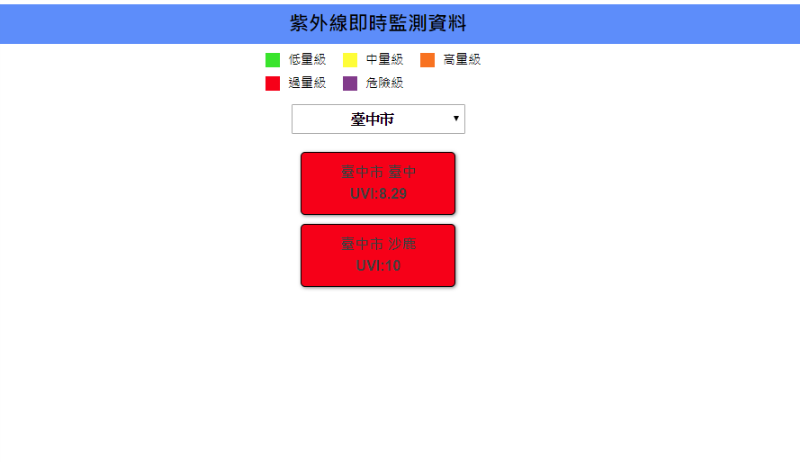 紫外線即時監測資料
低量級 中量級 高量級
過量級 危險級
臺中市
臺中市 臺中
UVI:8.29
臺中市 沙鹿
UVI:10